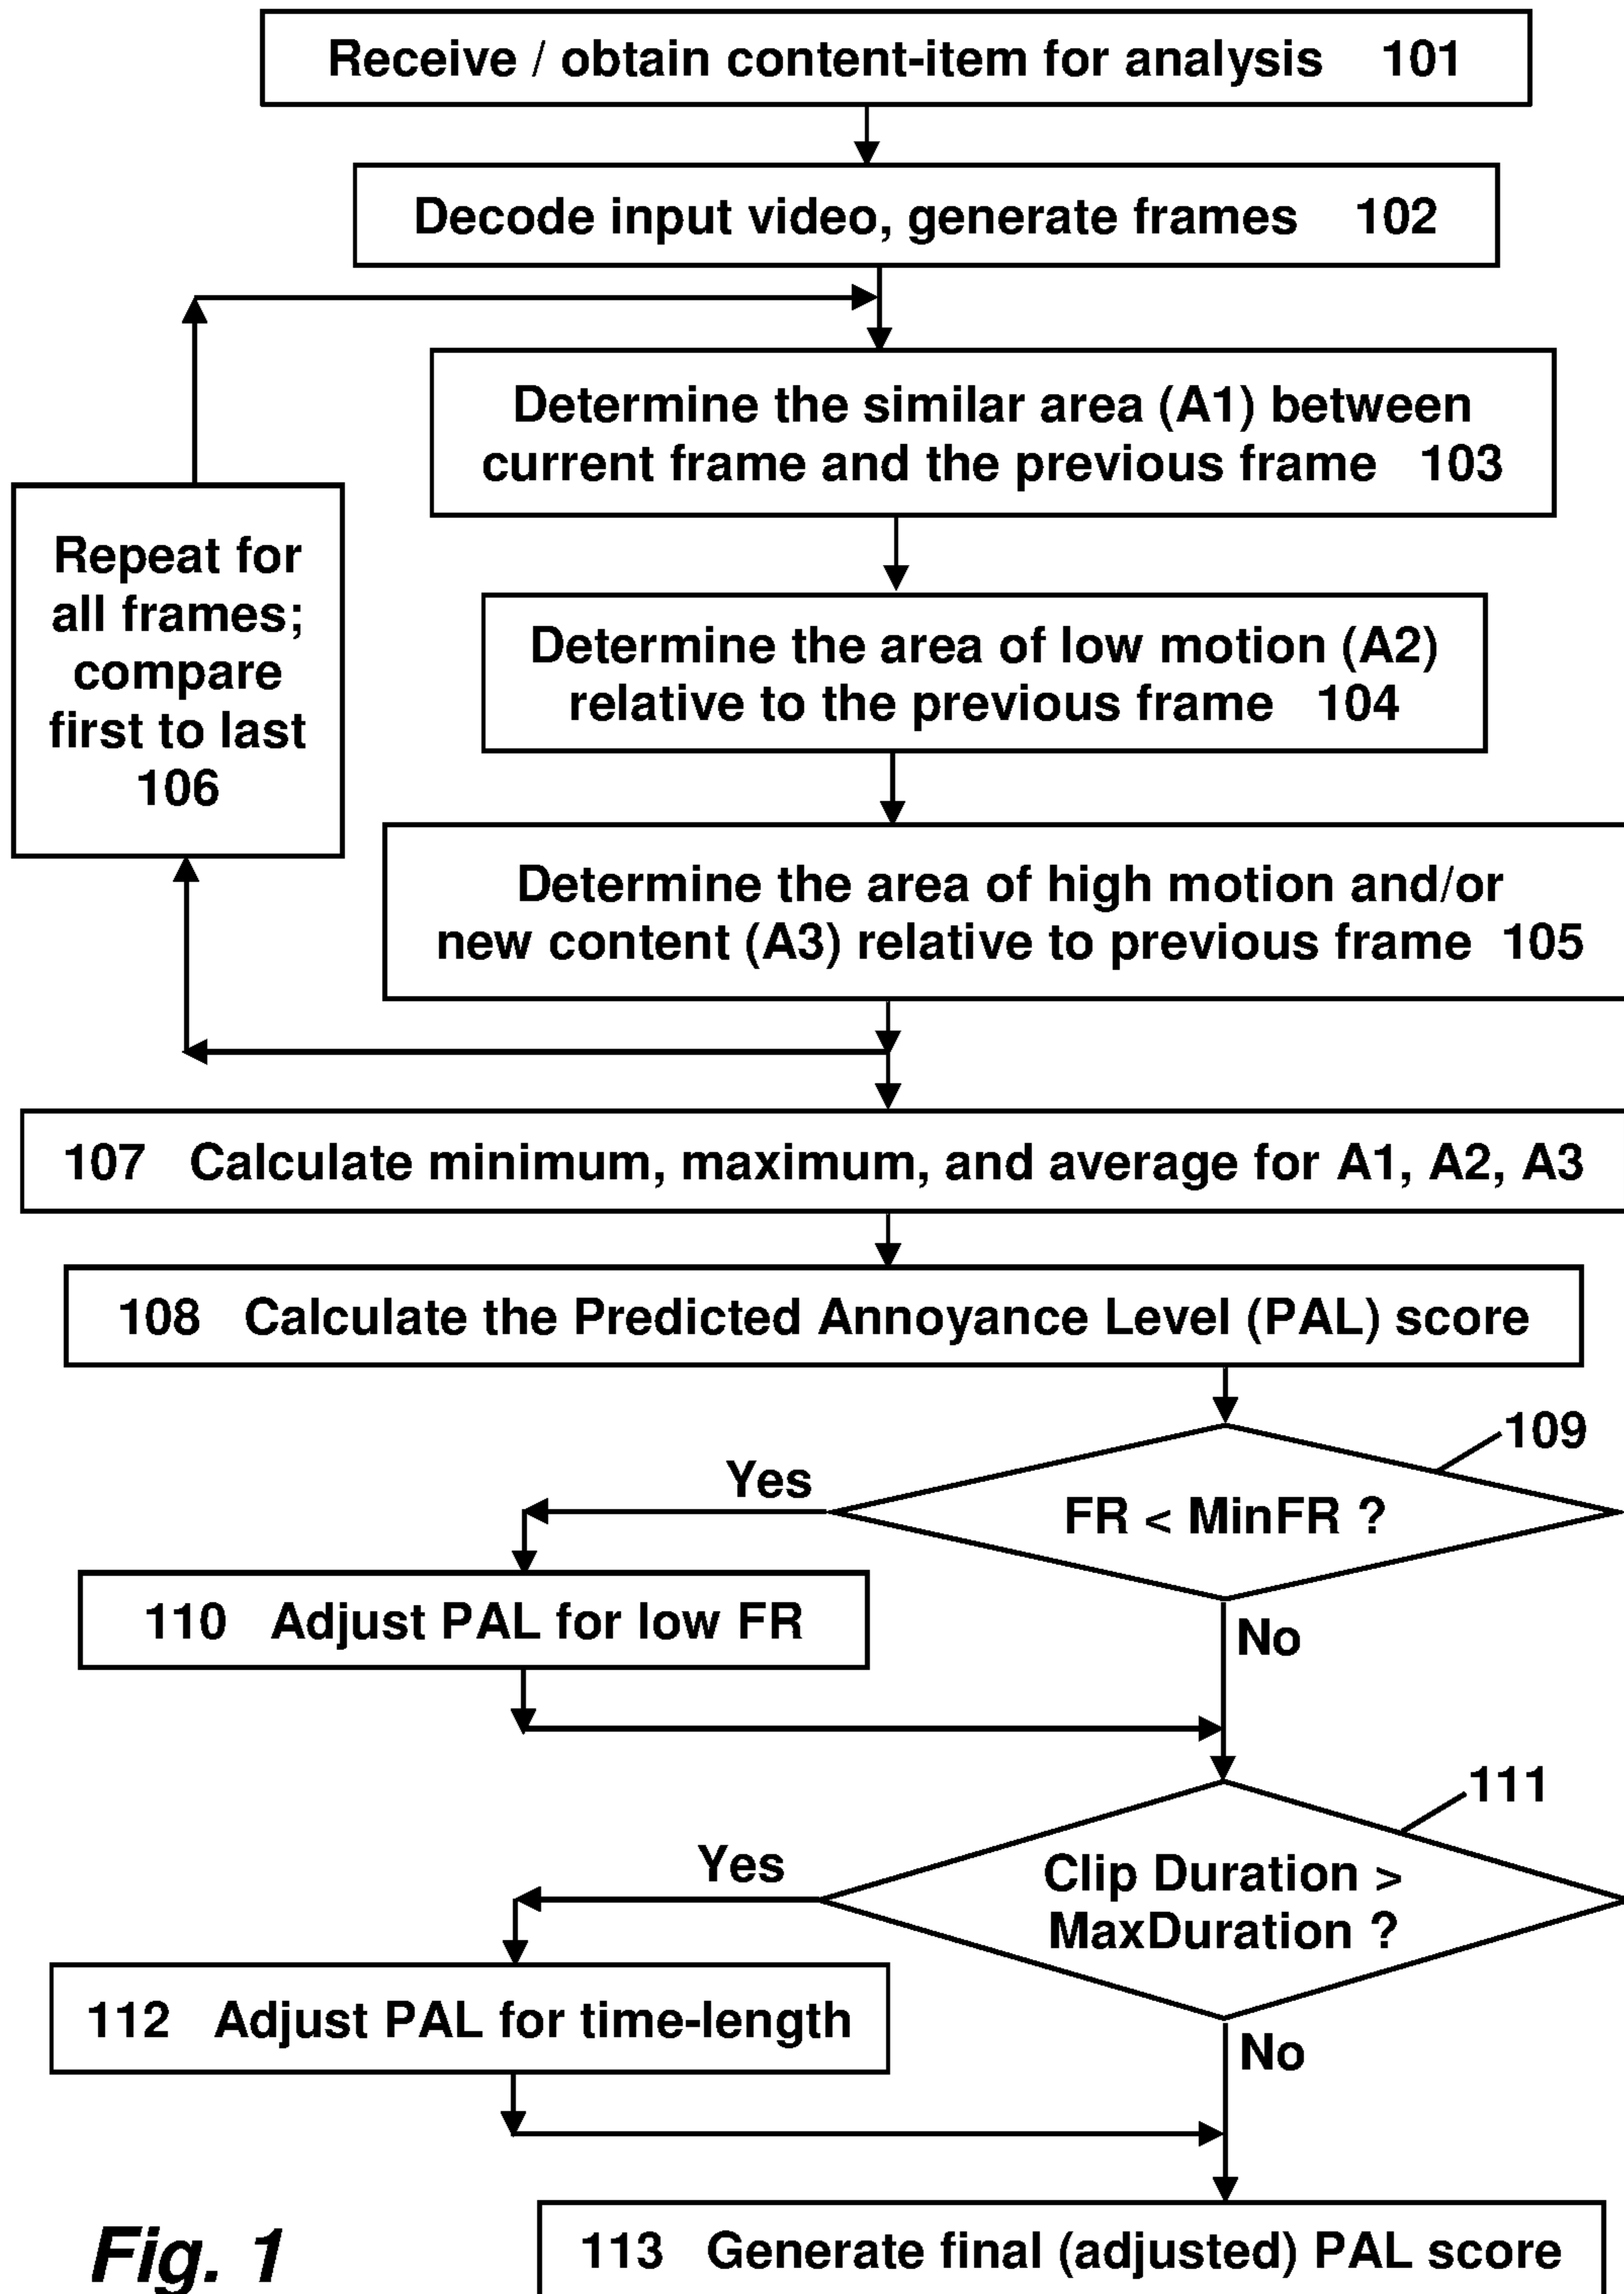 Receive / obtain content-item for analysis 101
Decode input video, generate frames 102
Determine the similar area (A1) between
current frame and the previous frame 103
Repeat for
all frames;
compare
first to last
106
Determine the area of low motion (A2)
relative to the previous frame 104
Determine the area of high motion and/or
new content (A3) relative to previous frame 105
107 Calculate minimum, maximum, and average for A1, A2, A3
108 Calculate the Predicted Annoyance Level (PAL) score
109
Yes
FR < MinFR ?
110 Adjust PAL for low FR
No
111
Yes
Clip Duration >
MaxDuration ?
112 Adjust PAL for time-length
No
Fig. 1
113 Generate final (adjusted) PAL score